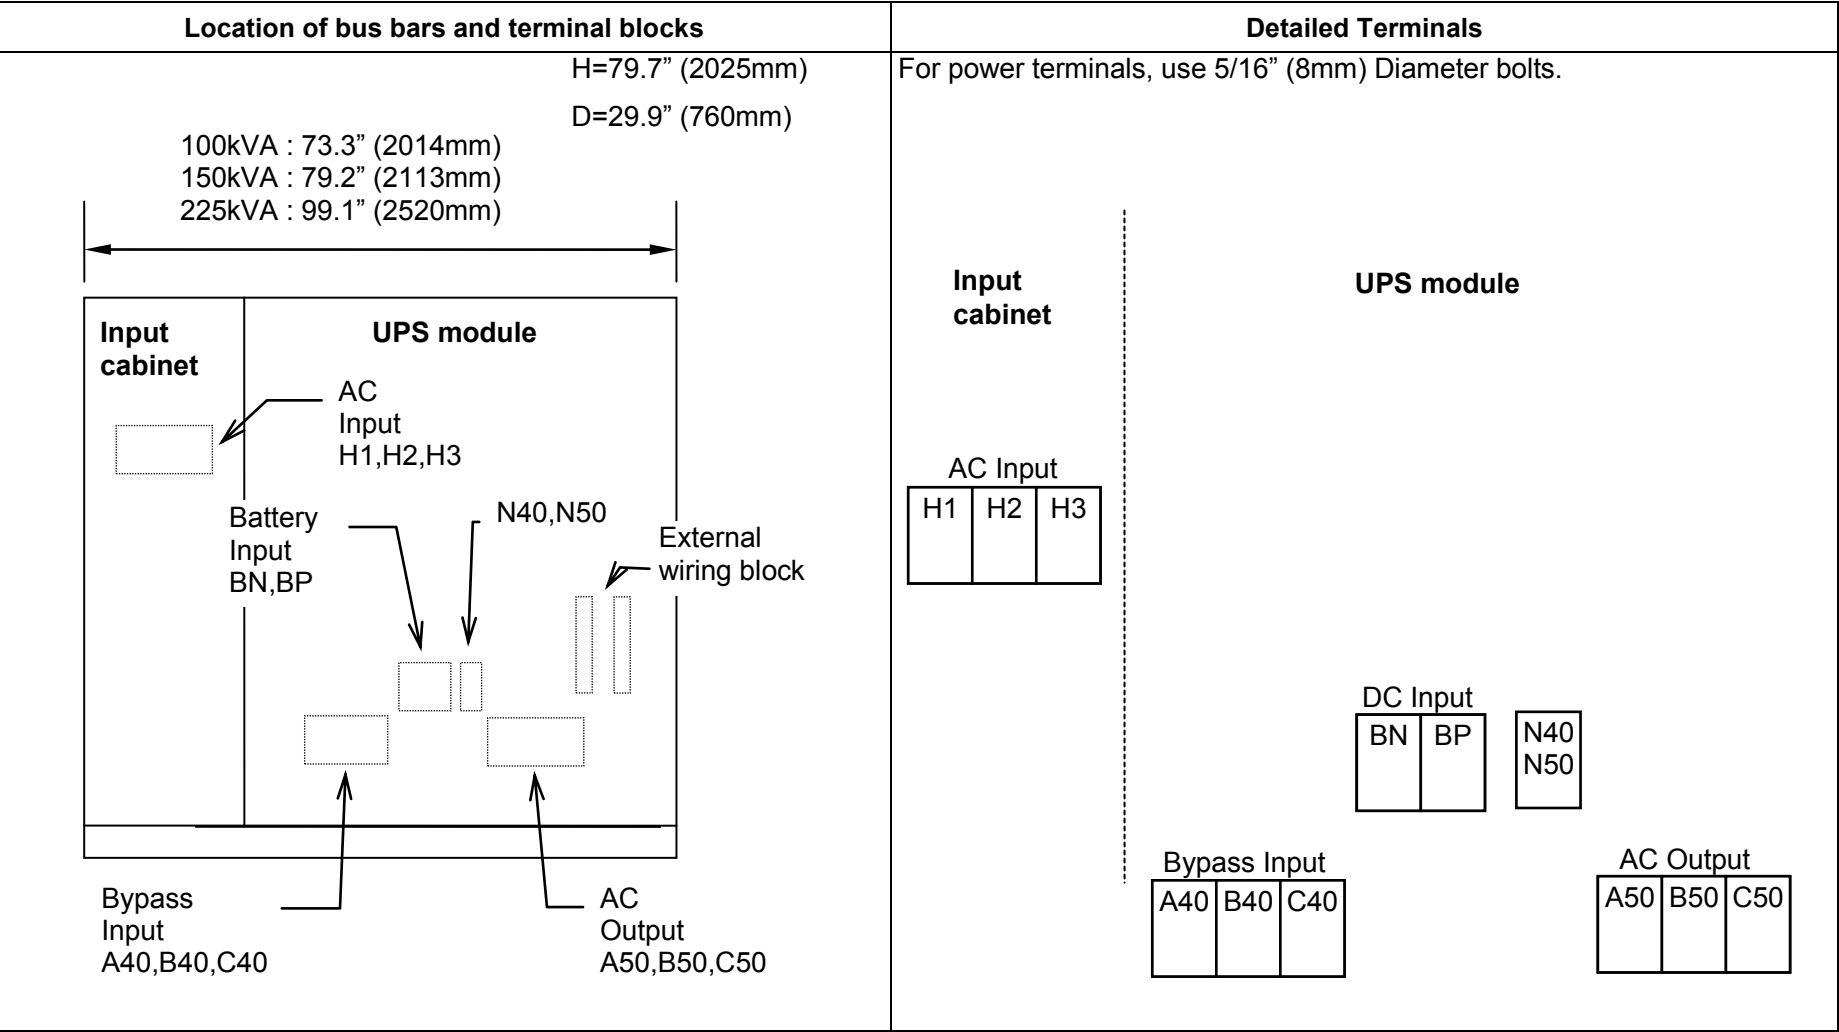 Location of bus bars and terminal blocks
H=79.7” (2025mm)
D=29.9” (760mm)
100kVA : 73.3” (2014mm)
150kVA : 79.2” (2113mm)
225kVA : 99.1” (2520mm)
Input
cabinet
UPS module
AC
Input
H1,H2,H3
Battery
Input
BN,BP
N40,N50
External
wiring block
Bypass
Input
A40,B40,C40
AC
Output
A50,B50,C50
Detailed Terminals
For power terminals, use 5/16” (8mm) Diameter bolts.
Input
cabinet
UPS module
AC Input
H1 H2 H3
DC Input
BN BP
N40
N50
Bypass Input
A40 B40 C40
AC Output
A50 B50 C50